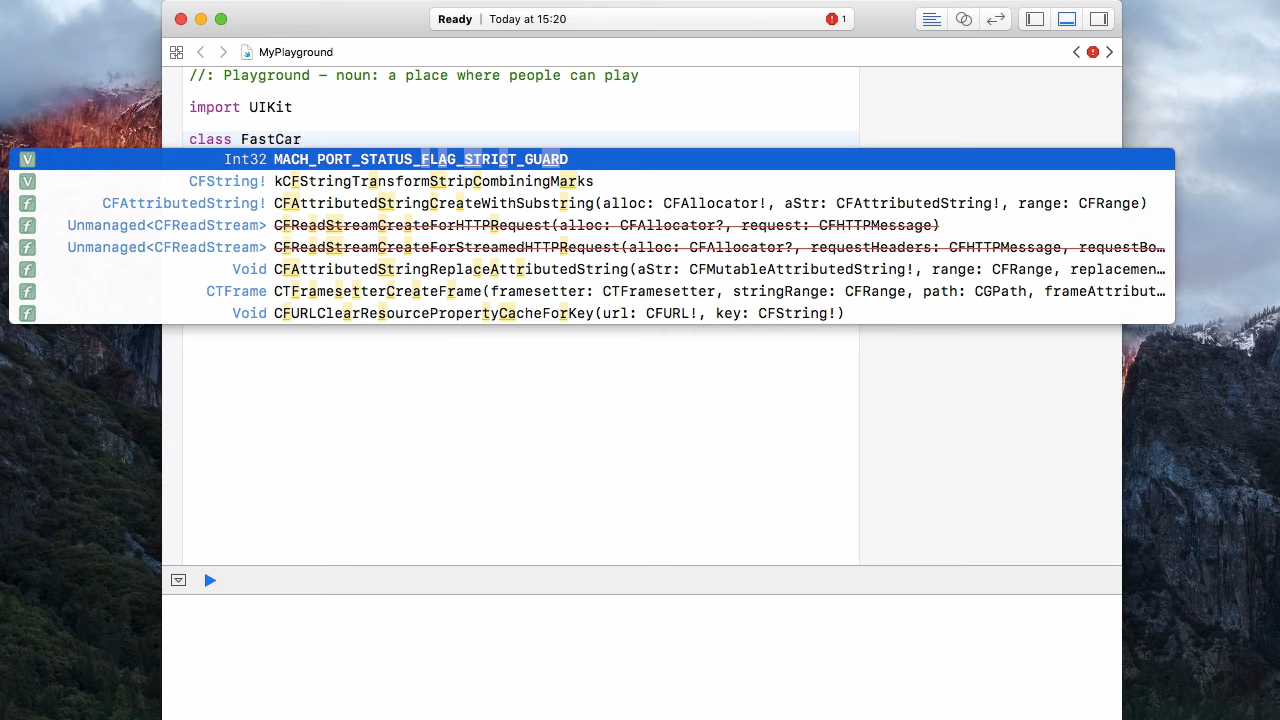 Ready | Today at 15:20 1
MyPlayground
//: Playground – noun: a place where people can play
import UIKit
class FastCar
V Int32 MACH_PORT_STATUS_FLAG_STRICT_GUARD
V CFString! kCFStringTransformStripCombiningMarks
f CFAttributedString! CFAttributedStringCreateWithSubstring(alloc: CFAllocator!, aStr: CFAttributedString!, range: CFRange)
f Unmanaged<CFReadStream> CFReadStreamCreateForHTTPRequest(alloc: CFAllocator?, request: CFHTTPMessage)
f Unmanaged<CFReadStream> CFReadStreamCreateForStreamedHTTPRequest(alloc: CFAllocator?, requestHeaders: CFHTTPMessage, requestBo…
f Void CFAttributedStringReplaceAttributedString(aStr: CFMutableAttributedString!, range: CFRange, replacemen…
f CTFrame CTFramesetterCreateFrame(framesetter: CTFramesetter, stringRange: CFRange, path: CGPath, frameAttribut…
f Void CFURLClearResourcePropertyCacheForKey(url: CFURL!, key: CFString!)